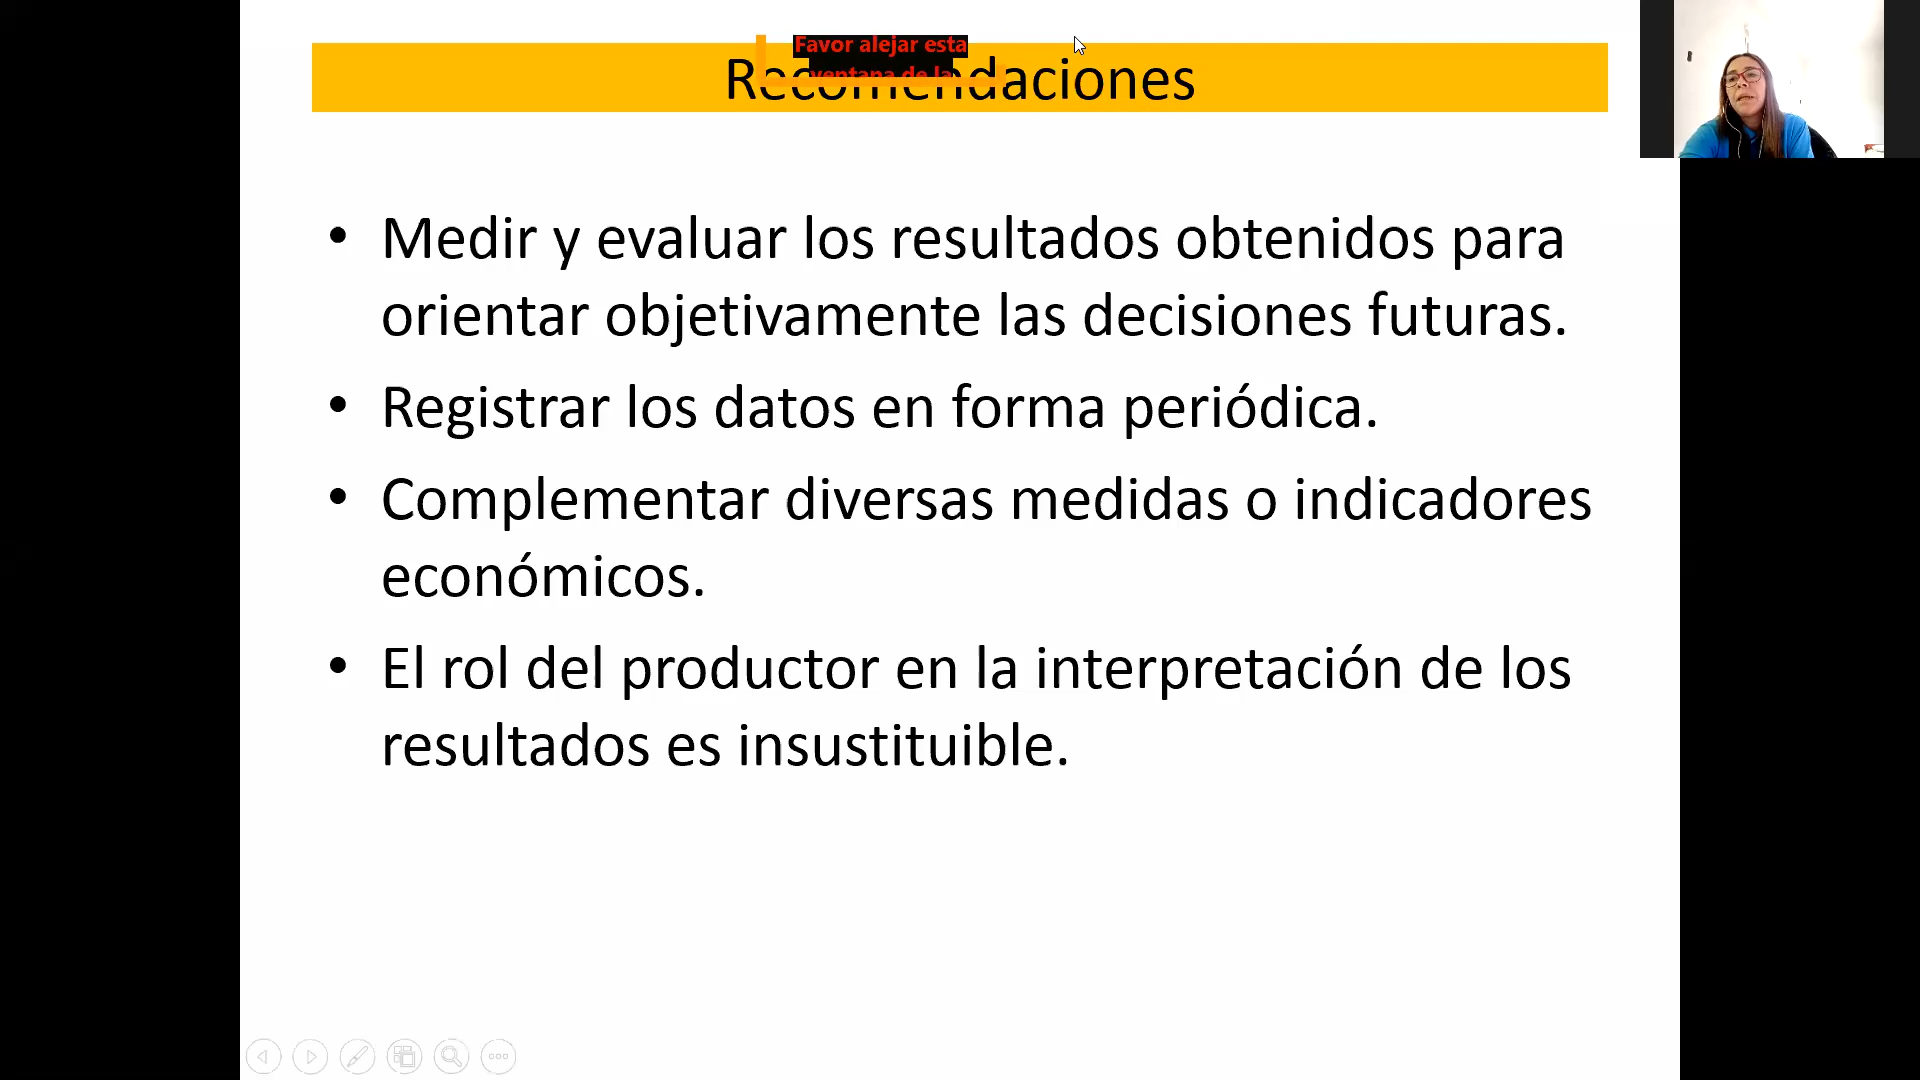 Favor alejar esta
ventana de la
Recomendaciones
• Medir y evaluar los resultados obtenidos para
orientar objetivamente las decisiones futuras.
• Registrar los datos en forma periódica.
• Complementar diversas medidas o indicadores
económicos.
• El rol del productor en la interpretación de los
resultados es insustituible.